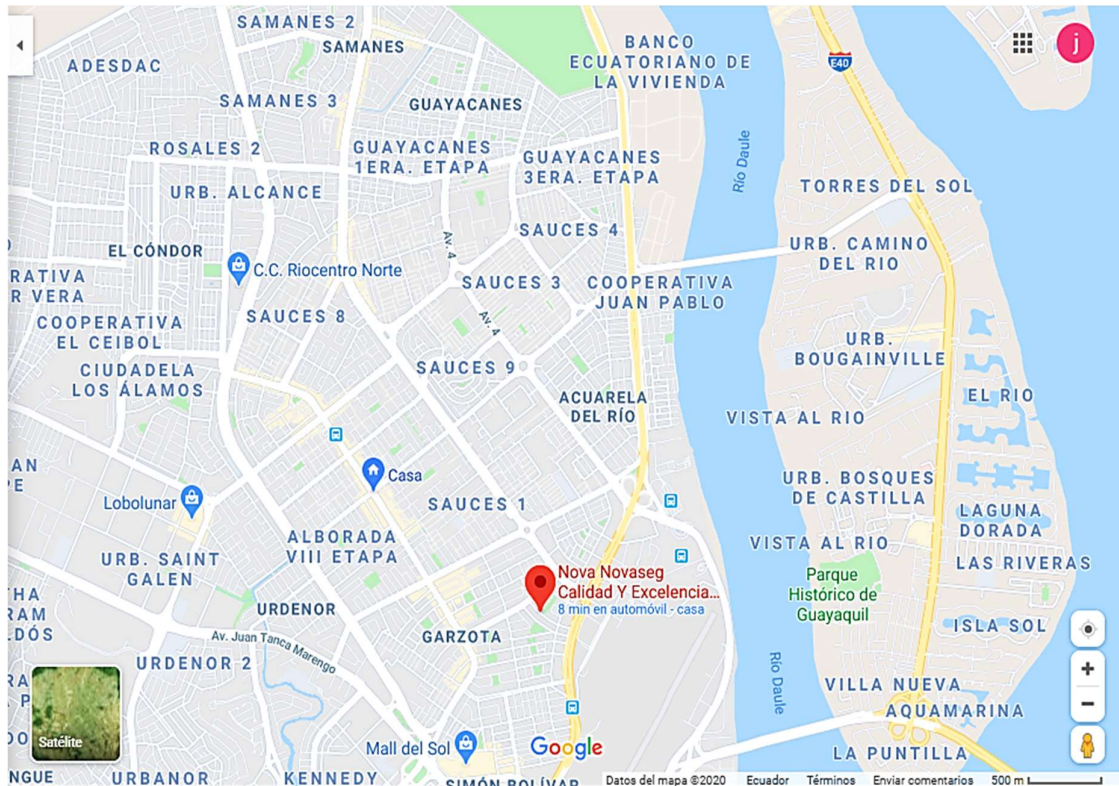 SAMANES 2
SAMANES
ADESDAC
SAMANES 3
GUAYACANES
BANCO
ECUATORIANO DE
LA VIVIENDA
E40
j
ROSALES 2
GUAYACANES
1ERA. ETAPA
GUAYACANES
3ERA. ETAPA
Río Daule
URB. ALCANCE
TORRES DEL SOL
EL CÓNDOR
SAUCES 4
Av. 4
URB. CAMINO
DEL RIO
C.C. Riocentro Norte
SAUCES 3
COOPERATIVA
JUAN PABLO
RATIVA
R VERA
SAUCES 8
Av. 4
COOPERATIVA
EL CEIBOL
CIUDADELA
LOS ÁLAMOS
SAUCES 9
URB.
BOUGAINVILLE
ACUARELA
DEL RÍO
EL RIO
VISTA AL RIO
Casa
URB. BOSQUES
DE CASTILLA
Lobolunar
SAUCES 1
LAGUNA
DORADA
ALBORADA
VIII ETAPA
VISTA AL RIO
URB. SAINT
GALEN
LAS RIVERAS
Nova Novaseg
Calidad Y Excelencia...
8 min en automóvil - casa
Parque
Histórico de
Guayaquil
THA
RAM
LDÓS
URDENOR
GARZOTA
ISLA SOL
Av. Juan Tanca Marengo
URDENOR 2
Río Daule
VILLA NUEVA
AQUAMARINA
Satélite
Mall del Sol
Google
LA PUNTILLA
NGUE
URBANOR
KENNEDY
SIMÓN BOLÍVAR
Datos del mapa ©2020 Ecuador Términos Enviar comentarios 500 m